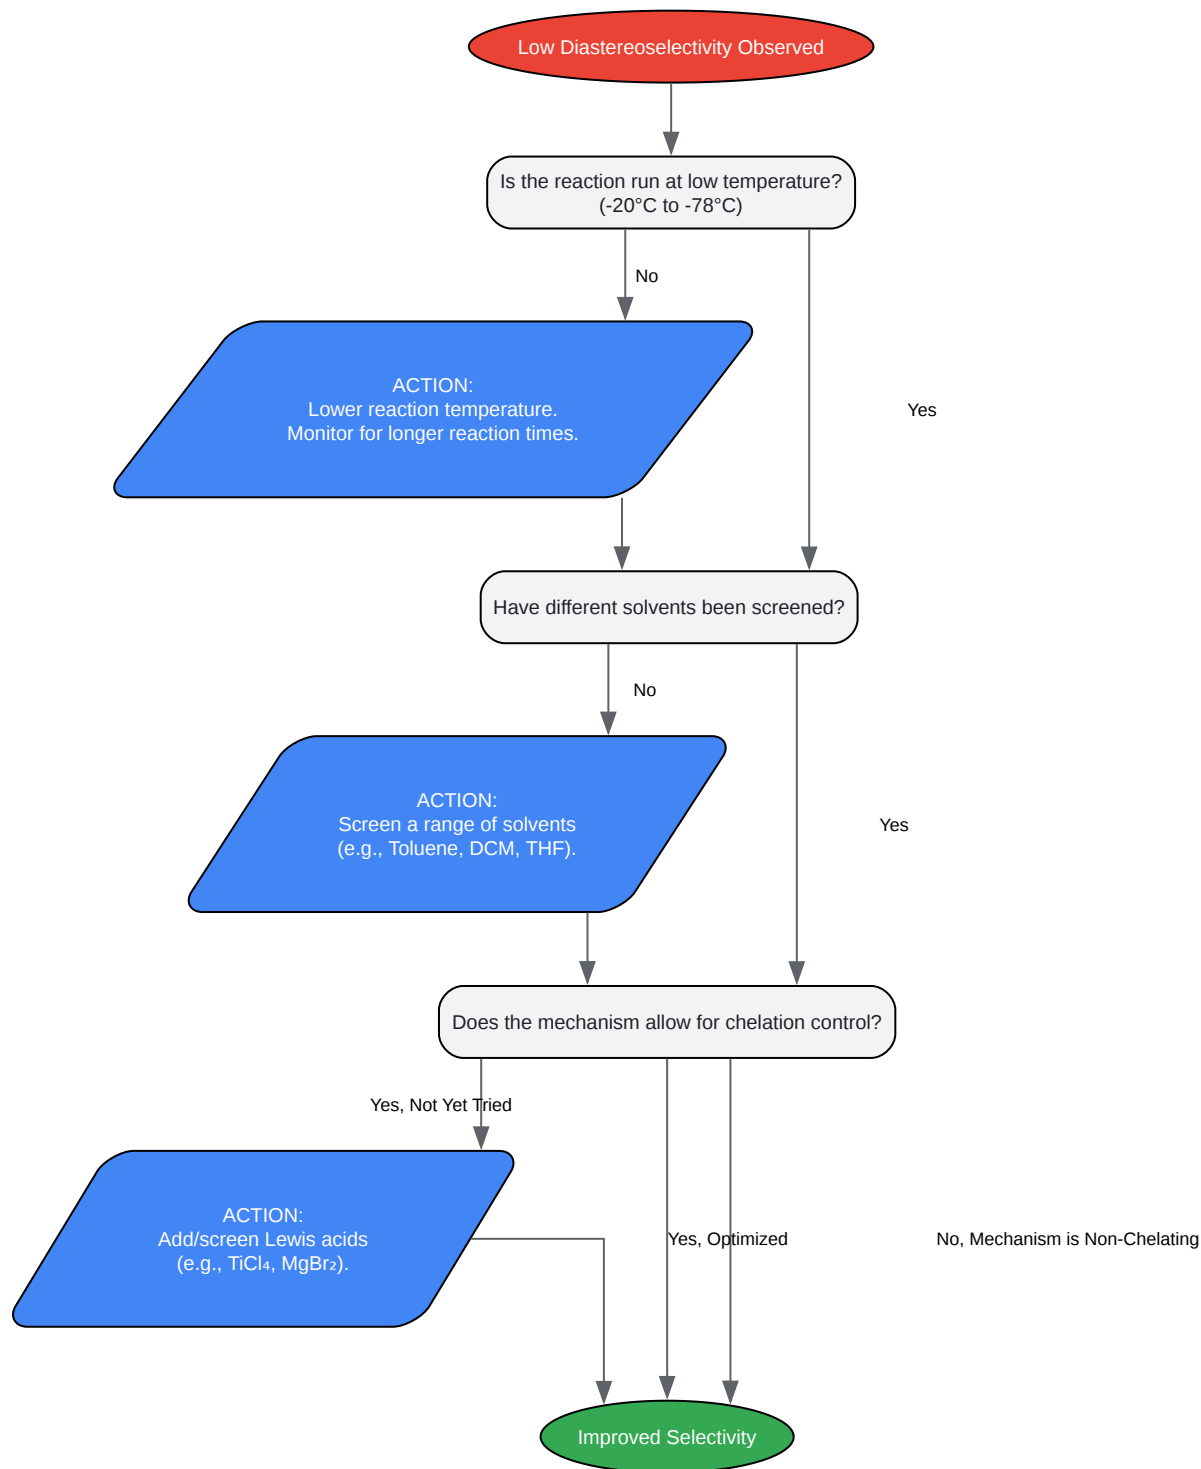 Low Diastereoselectivity Observed
Is the reaction run at low temperature?
(-20°C to -78°C)
No
ACTION:
Lower reaction temperature.
Monitor for longer reaction times.
Yes
Have different solvents been screened?
No
ACTION:
Screen a range of solvents
(e.g., Toluene, DCM, THF).
Yes
Does the mechanism allow for chelation control?
Yes, Not Yet Tried
ACTION:
Add/screen Lewis acids
(e.g., TiCl₄, MgBr₂).
Yes, Optimized
No, Mechanism is Non-Chelating
Improved Selectivity